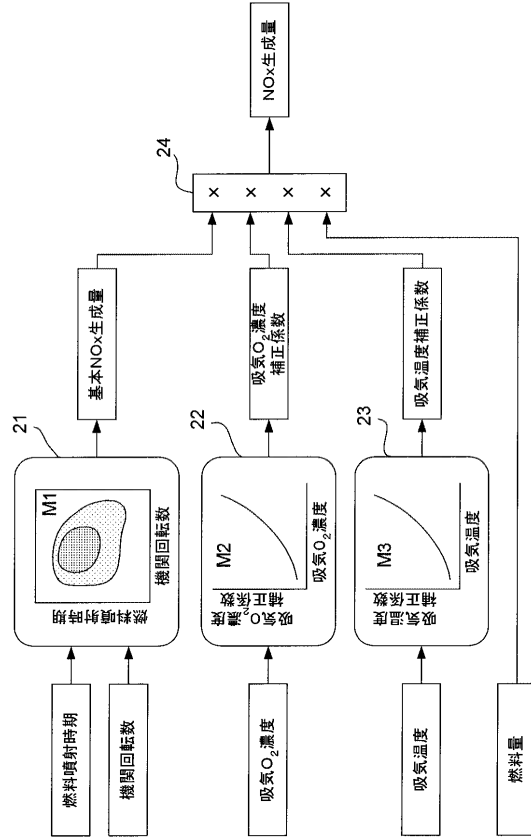 燃料噴射時期
機関回転数
21
M1
燃料噴射時期
機関回転数
基本NOx生成量
吸気O₂濃度
22
M2
吸気O₂濃度
補正係数
吸気O₂濃度
吸気O₂濃度
補正係数
吸気温度
23
M3
吸気温度
補正係数
吸気温度
吸気温度補正係数
燃料量
24
×
×
×
×
NOx生成量